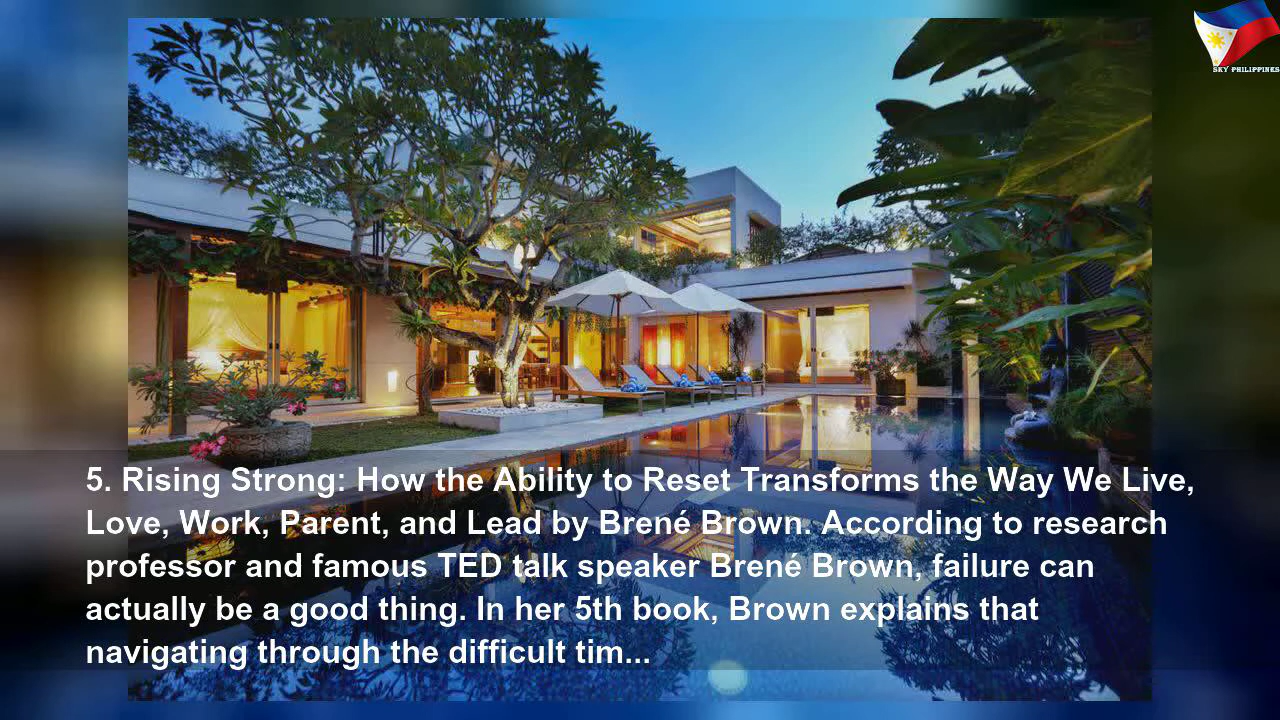 SKY PHILIPPINES
5. Rising Strong: How the Ability to Reset Transforms the Way We Live,
Love, Work, Parent, and Lead by Brené Brown. According to research
professor and famous TED talk speaker Brené Brown, failure can
actually be a good thing. In her 5th book, Brown explains that
navigating through the difficult tim...